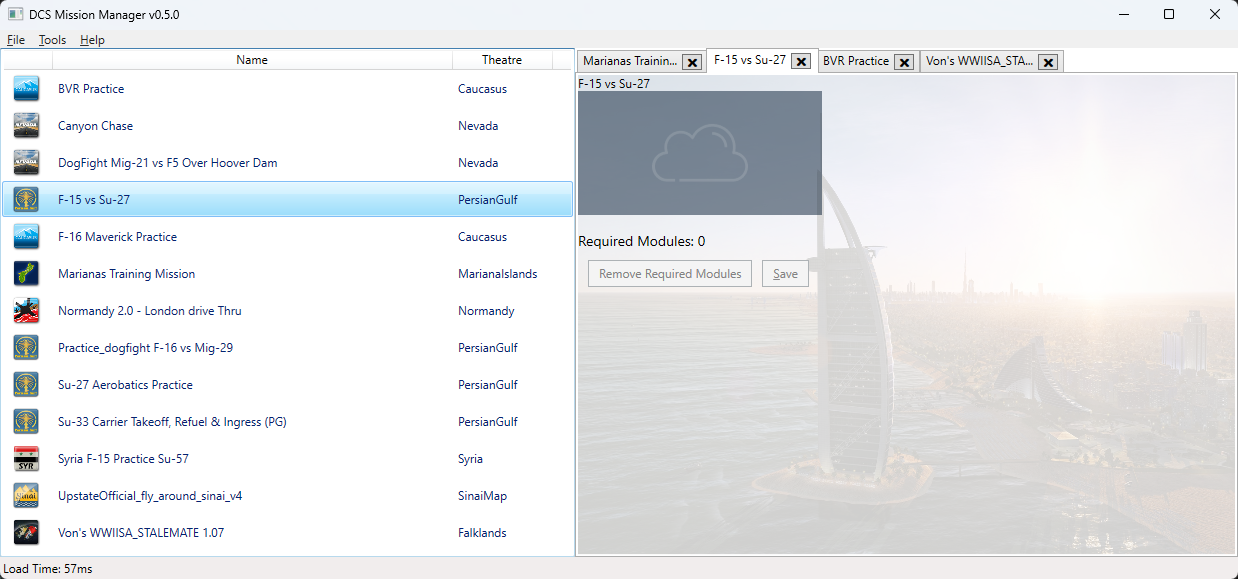 DCS Mission Manager v0.5.0
File Tools Help
Name Theatre
BVR Practice Caucasus
Canyon Chase Nevada
DogFight Mig-21 vs F5 Over Hoover Dam Nevada
F-15 vs Su-27 PersianGulf
F-16 Maverick Practice Caucasus
Marianas Training Mission MarianaIslands
Normandy 2.0 - London drive Thru Normandy
Practice_dogfight F-16 vs Mig-29 PersianGulf
Su-27 Aerobatics Practice PersianGulf
Su-33 Carrier Takeoff, Refuel & Ingress (PG) PersianGulf
SYR
Syria F-15 Practice Su-57 Syria
Sinai
UpstateOfficial_fly_around_sinai_v4 SinaiMap
Von's WWIISA_STALEMATE 1.07 Falklands
Marianas Trainin... F-15 vs Su-27 BVR Practice Von's WWIISA_STA...
F-15 vs Su-27
Required Modules: 0
Remove Required Modules Save
Load Time: 57ms